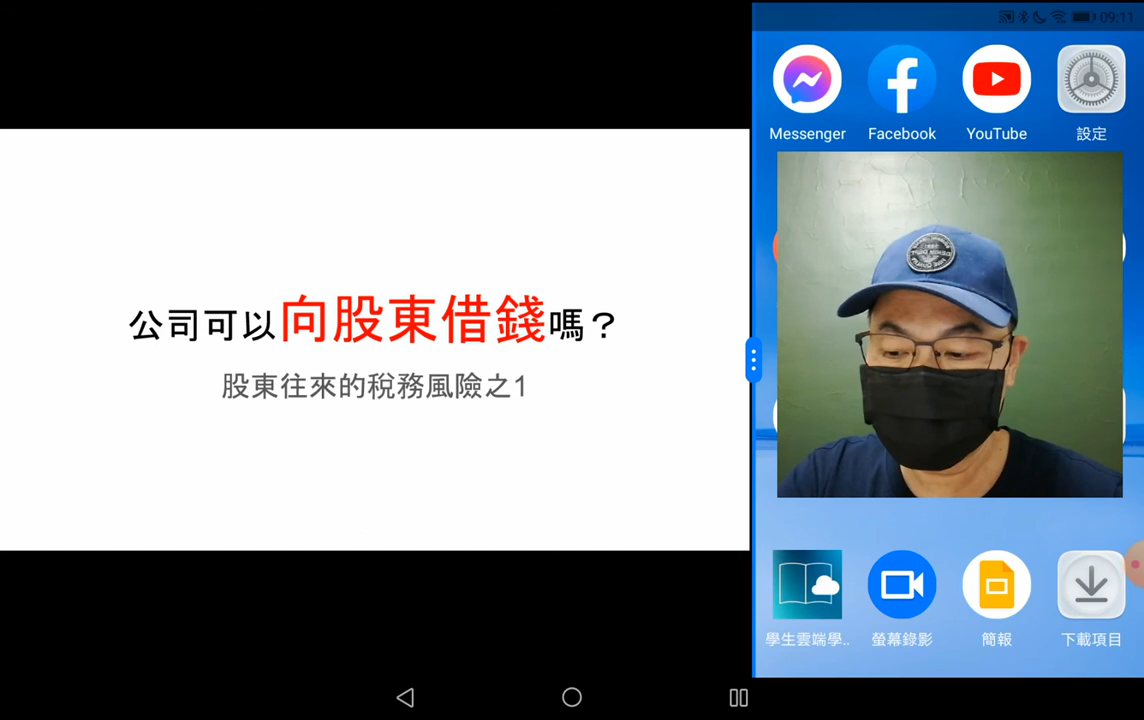 09:11
Messenger
Facebook
YouTube
設定
公司可以向股東借錢嗎？
股東往來的稅務風險之1
學生雲端學..
螢幕錄影
簡報
下載項目